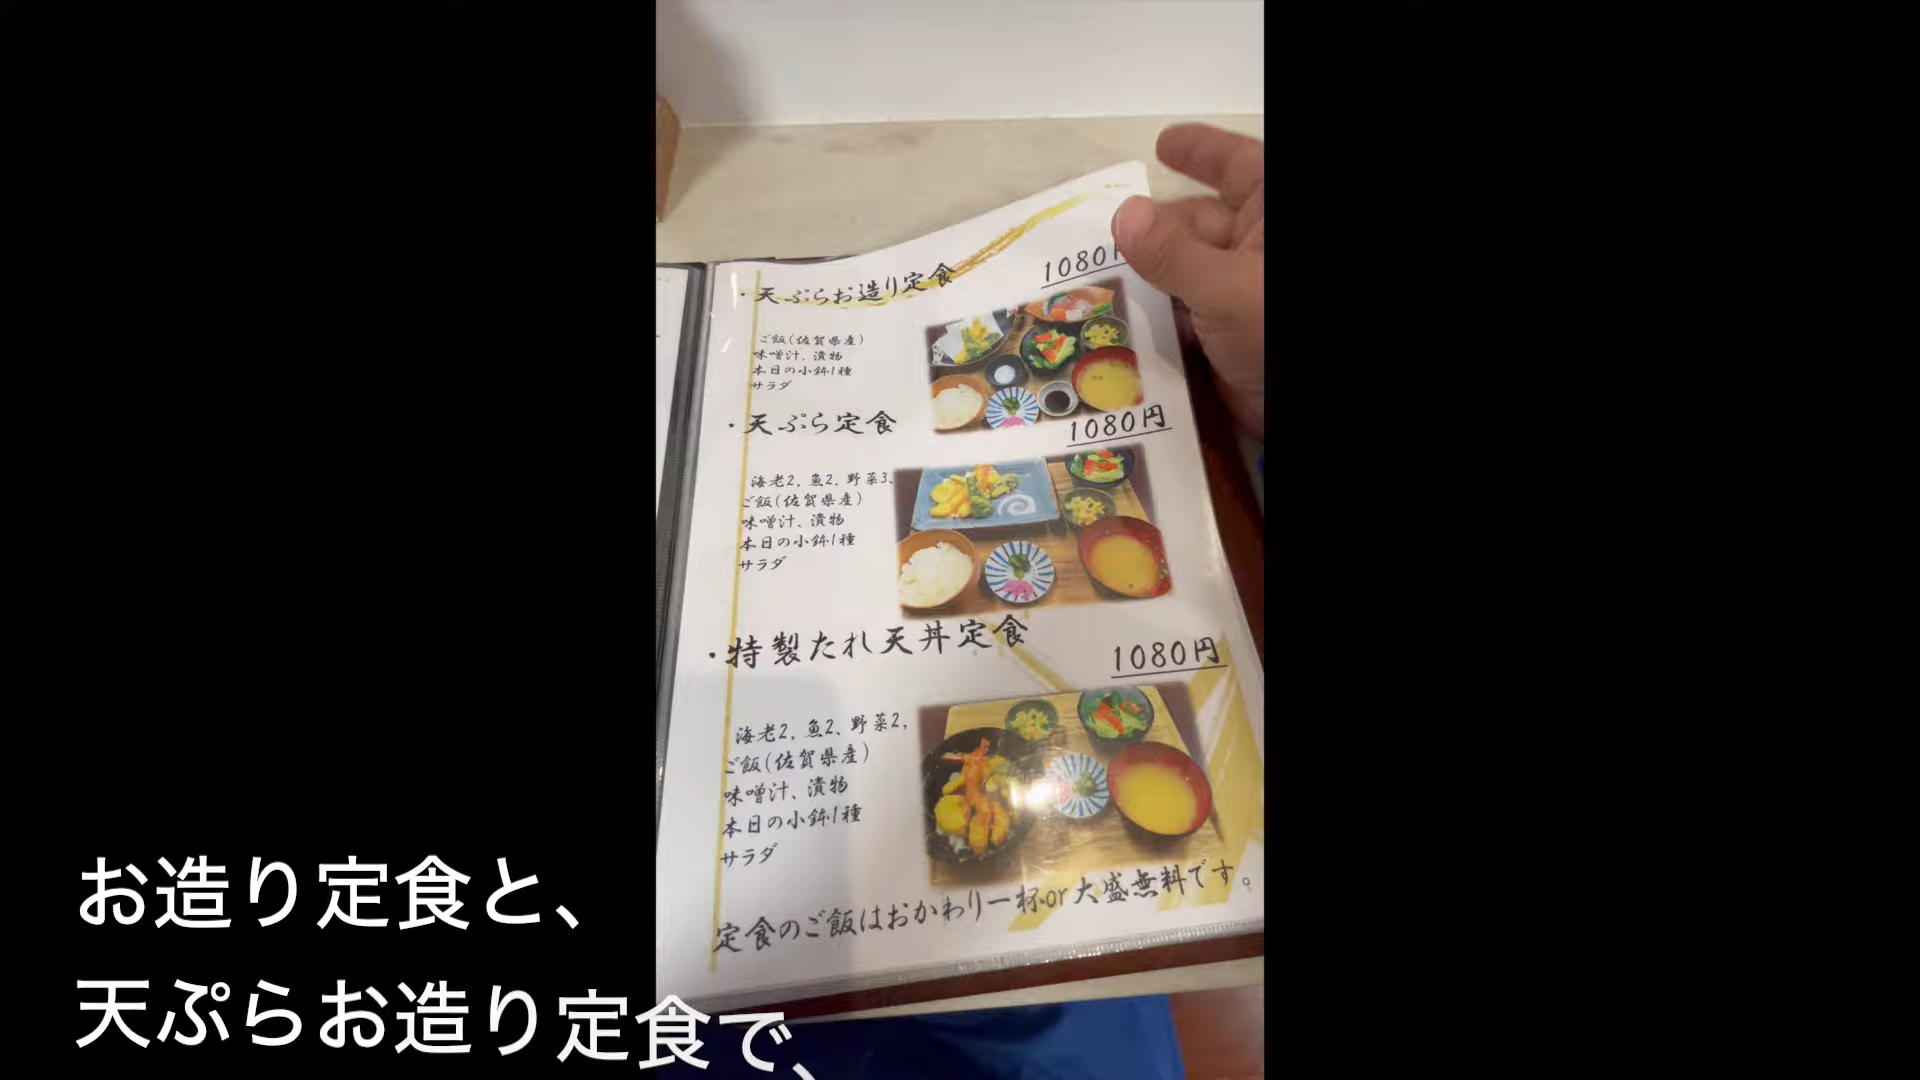 ・天ぷらお造り定食
1080円
ご飯(佐賀県産)
味噌汁、漬物
本日の小鉢1種
サラダ
・天ぷら定食
1080円
海老2, 魚2、野菜3、
ご飯(佐賀県産)
味噌汁、漬物
本日の小鉢1種
サラダ
・特製たれ天丼定食
1080円
海老2, 魚2、野菜2,
ご飯(佐賀県産)
味噌汁、漬物
本日の小鉢1種
サラダ
定食のご飯はおかわり一杯or大盛無料です。
お造り定食と、
天ぷらお造り定食で、